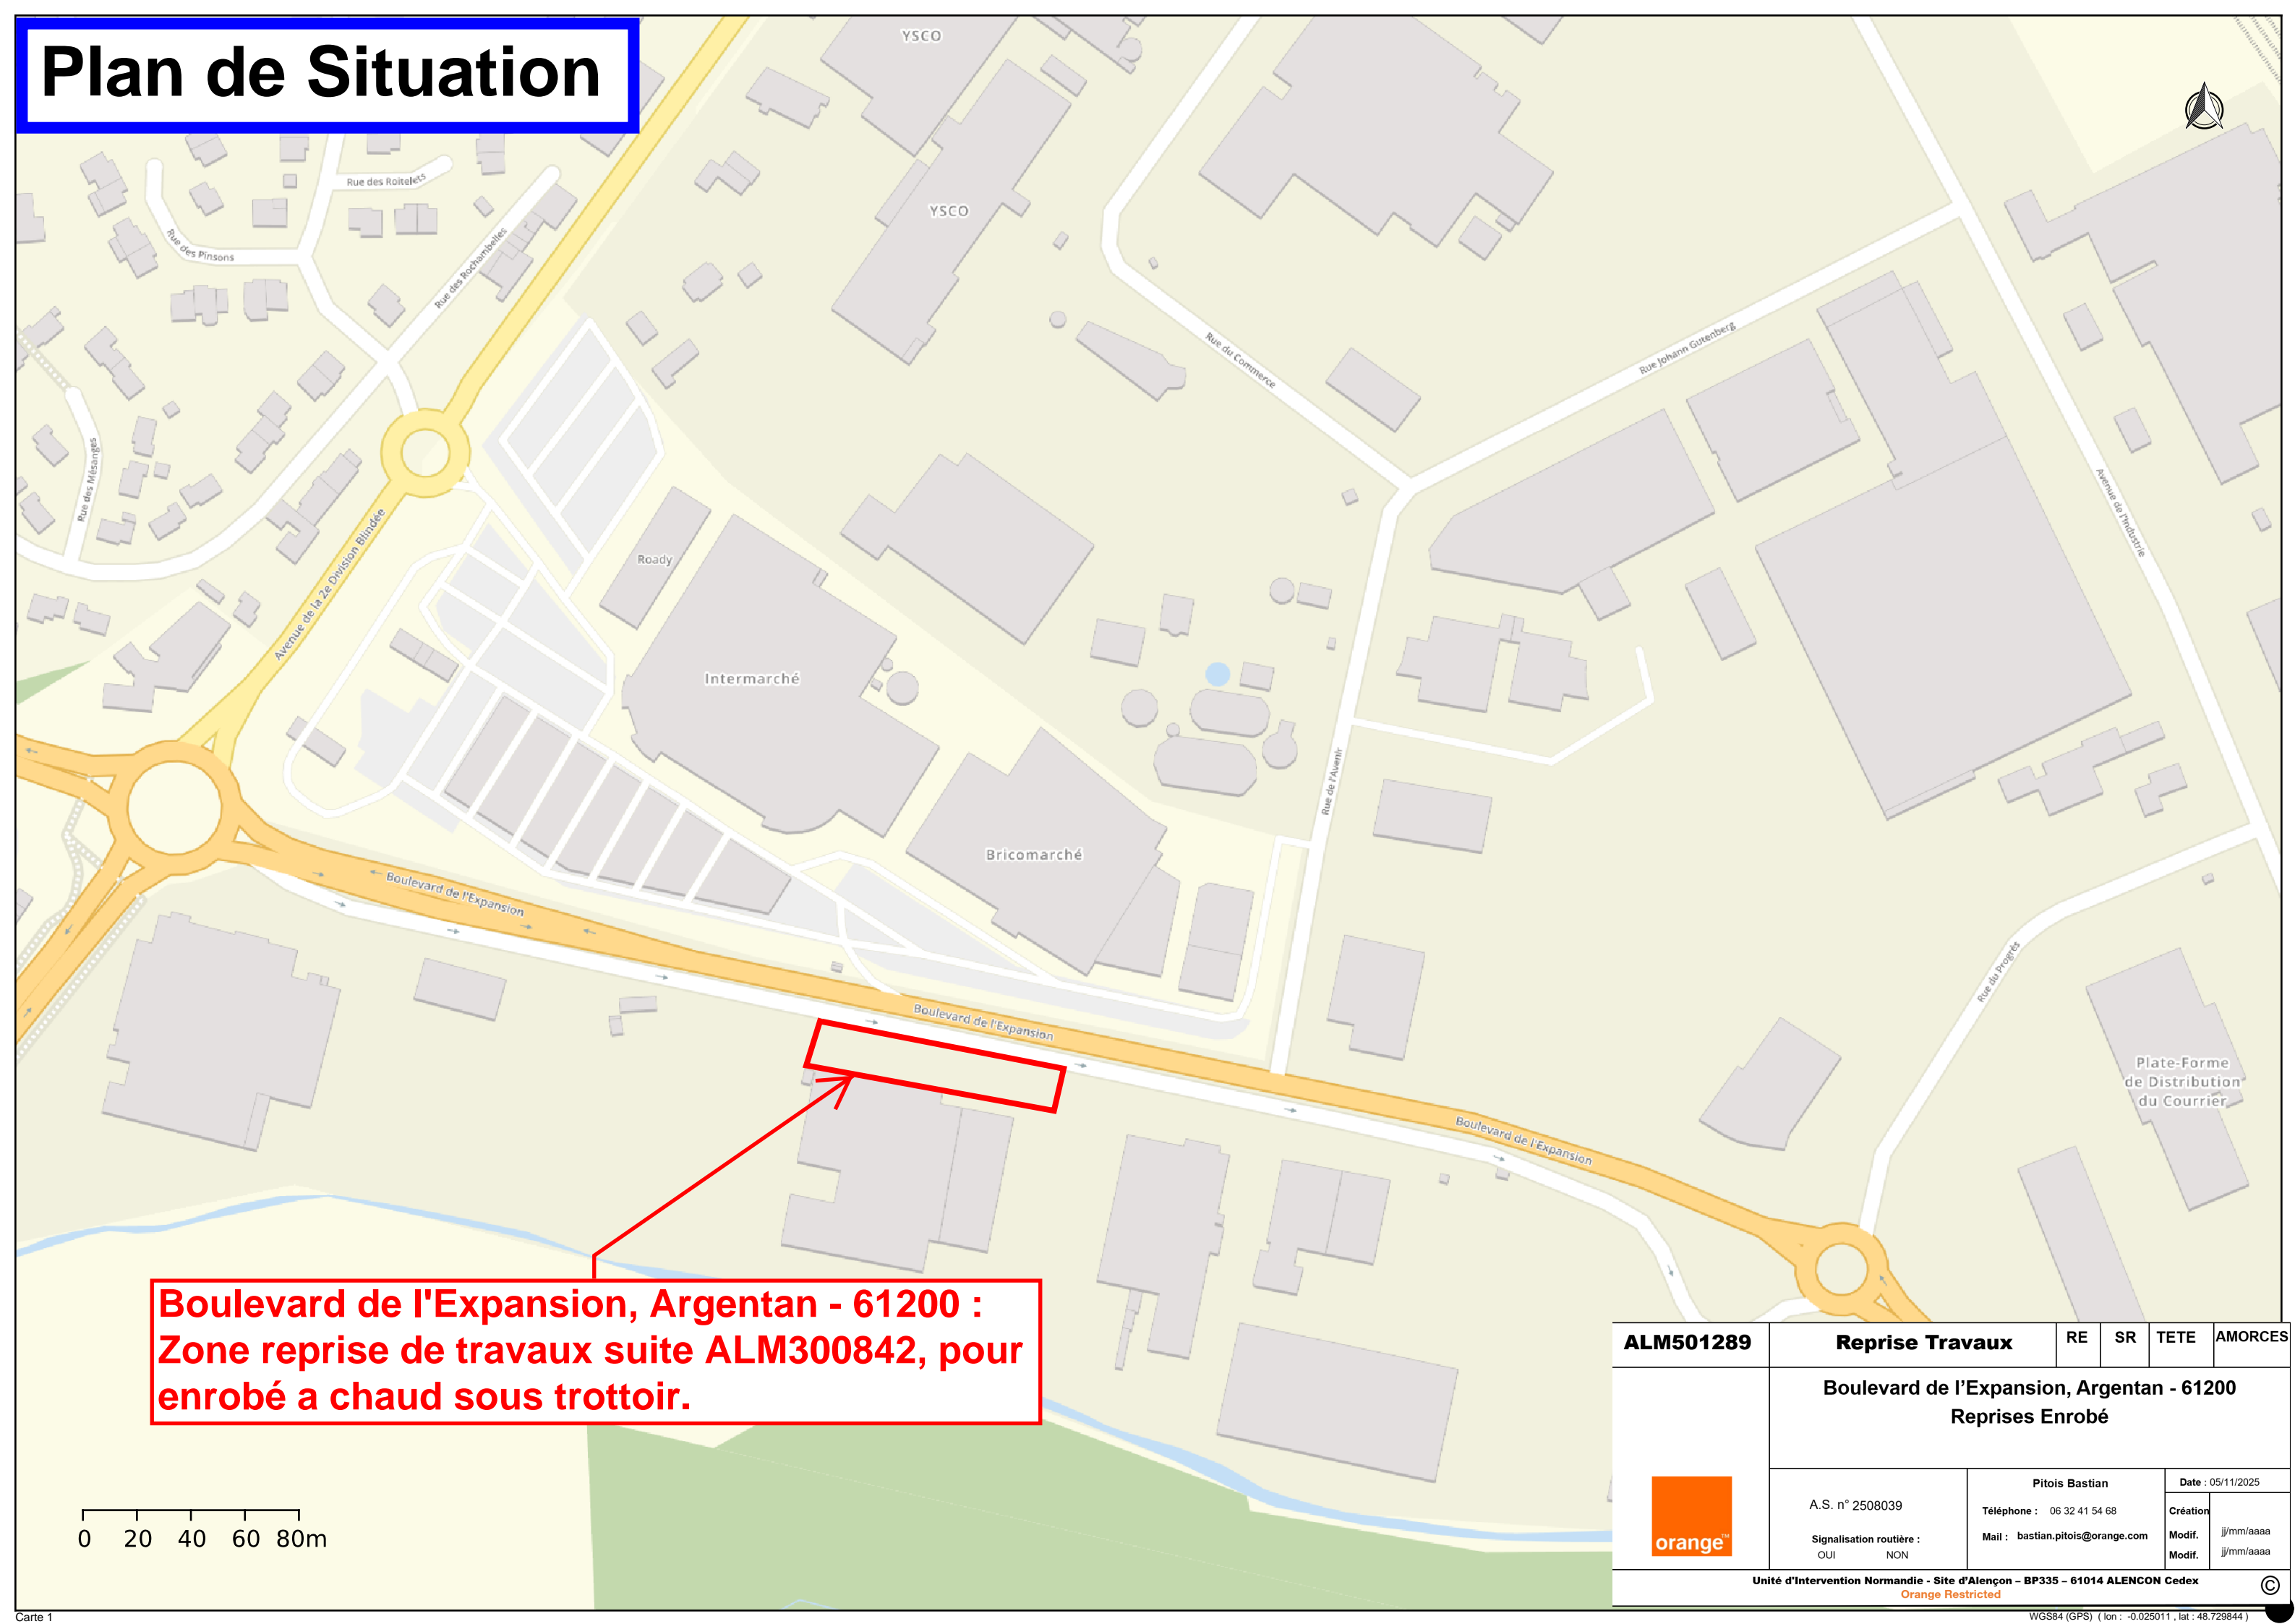 Plan de Situation
YSCO
YSCO
Rue des Roitelets
Rue des Pinsons
Rue des Rochambelles
Rue du Commerce
Rue Johann Gutenberg
Rue des Mésanges
Avenue de la 2e Division Blindée
Avenue de l'Industrie
Roady
Intermarché
Rue de l'Avenir
Bricomarché
Boulevard de l'Expansion
Rue du Progrès
Boulevard de l'Expansion
Plate-Forme
de Distribution
du Courrier
Boulevard de l'Expansion
Boulevard de l'Expansion, Argentan - 61200 :
Zone reprise de travaux suite ALM300842, pour
enrobé a chaud sous trottoir.
0 20 40 60 80m
ALM501289 Reprise Travaux RE SR TETE AMORCES
Boulevard de l'Expansion, Argentan - 61200
Reprises Enrobé
orange™
A.S. n° 2508039
Signalisation routière :
OUI NON
Pitois Bastian
Téléphone : 06 32 41 54 68
Mail : bastian.pitois@orange.com
Date : 05/11/2025
Création
Modif. jj/mm/aaaa
Modif. jj/mm/aaaa
Unité d'Intervention Normandie - Site d'Alençon – BP335 – 61014 ALENCON Cedex
Orange Restricted
©
Carte 1
WGS84 (GPS) ( lon : -0.025011 , lat : 48.729844 )